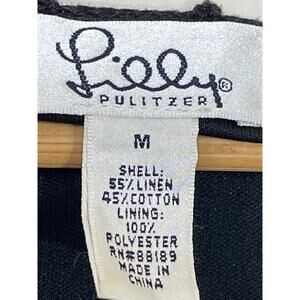 Lilly®
PULITZER
M
SHELL:
55% LINEN
45% COTTON
LINING:
100%
POLYESTER
RN#88189
MADE IN
CHINA